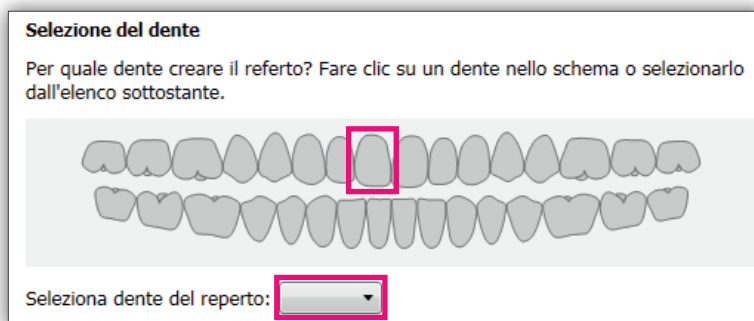 Selezione del dente
Per quale dente creare il referto? Fare clic su un dente nello schema o selezionarlo
dall'elenco sottostante.
Seleziona dente del reperto: